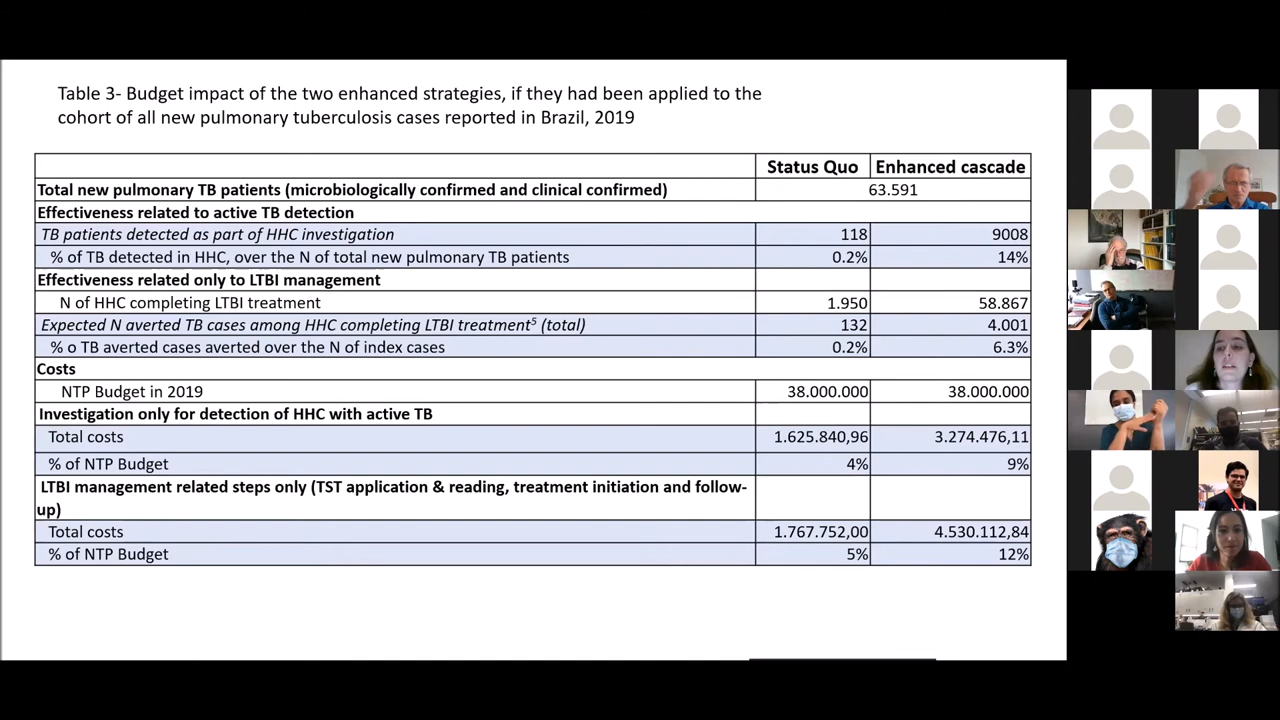 Table 3- Budget impact of the two enhanced strategies, if they had been applied to the
cohort of all new pulmonary tuberculosis cases reported in Brazil, 2019
Status Quo Enhanced cascade
Total new pulmonary TB patients (microbiologically confirmed and clinical confirmed) 63.591
Effectiveness related to active TB detection
TB patients detected as part of HHC investigation 118 9008
% of TB detected in HHC, over the N of total new pulmonary TB patients 0.2% 14%
Effectiveness related only to LTBI management
N of HHC completing LTBI treatment 1.950 58.867
Expected N averted TB cases among HHC completing LTBI treatment⁵ (total) 132 4.001
% o TB averted cases averted over the N of index cases 0.2% 6.3%
Costs
NTP Budget in 2019 38.000.000 38.000.000
Investigation only for detection of HHC with active TB
Total costs 1.625.840,96 3.274.476,11
% of NTP Budget 4% 9%
LTBI management related steps only (TST application & reading, treatment initiation and follow-
up)
Total costs 1.767.752,00 4.530.112,84
% of NTP Budget 5% 12%